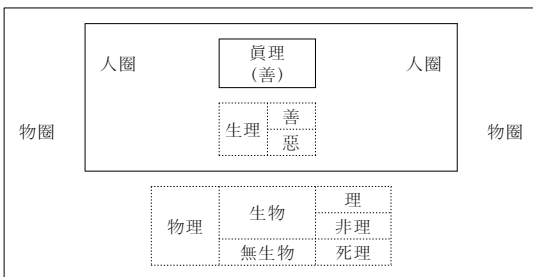 眞理
(善)
人圈
人圈
善
生理
惡
物圈
物圈
理
生物
物理
非理
無生物
死理